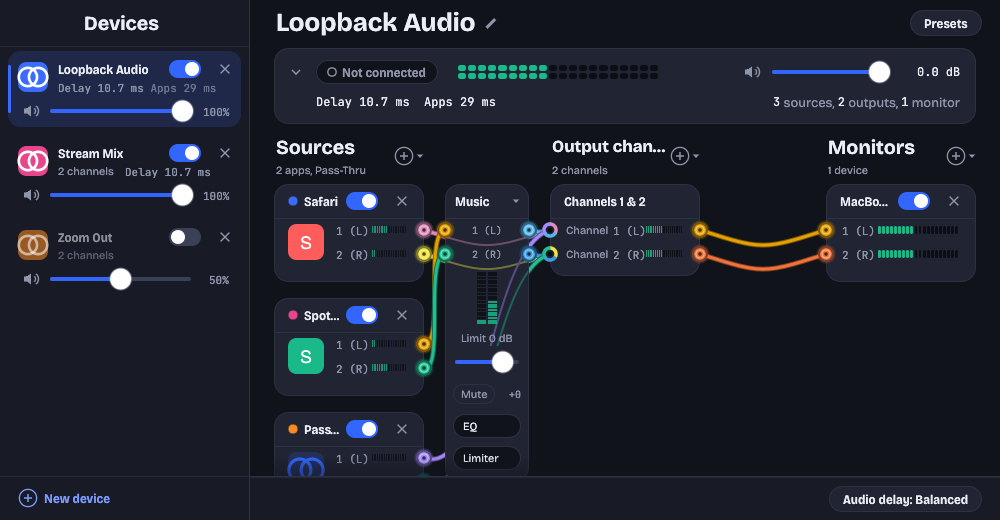 Devices
Loopback Audio
Delay 10.7 ms Apps 29 ms
100%
Stream Mix
2 channels Delay 10.7 ms
100%
Zoom Out
2 channels
50%
New device
Loopback Audio
Presets
Not connected
0.0 dB
Delay 10.7 ms Apps 29 ms
3 sources, 2 outputs, 1 monitor
Sources
2 apps, Pass-Thru
Output chan...
2 channels
Monitors
1 device
Safari
S
1 (L)
2 (R)
Spot...
S
1 (L)
2 (R)
Pass...
1 (L)
Music
1 (L)
2 (R)
Limit 0 dB
Mute +0
EQ
Limiter
Channels 1 & 2
Channel 1 (L)
Channel 2 (R)
MacBo...
1 (L)
2 (R)
Audio delay: Balanced